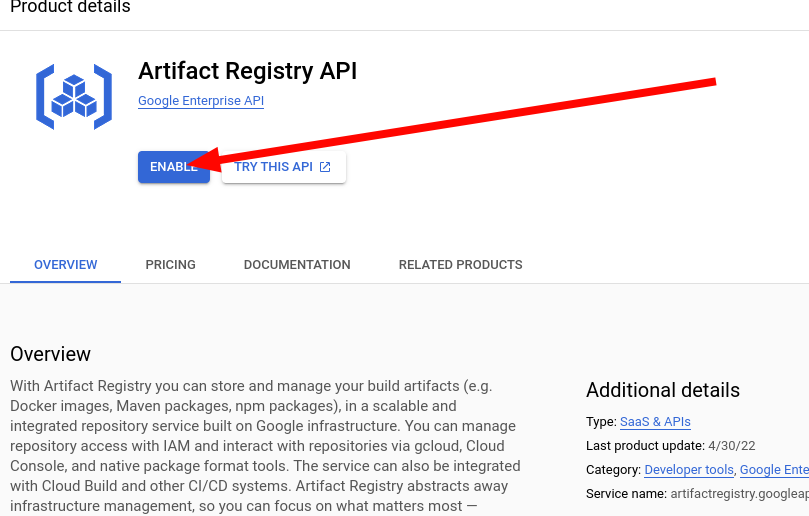 Product details
Artifact Registry API
Google Enterprise API
ENABLE
TRY THIS API
OVERVIEW
PRICING
DOCUMENTATION
RELATED PRODUCTS
Overview
With Artifact Registry you can store and manage your build artifacts (e.g.
Docker images, Maven packages, npm packages), in a scalable and
integrated repository service built on Google infrastructure. You can manage
repository access with IAM and interact with repositories via gcloud, Cloud
Console, and native package format tools. The service can also be integrated
with Cloud Build and other CI/CD systems. Artifact Registry abstracts away
infrastructure management, so you can focus on what matters most —
Additional details
Type: SaaS & APIs
Last product update: 4/30/22
Category: Developer tools, Google Ente
Service name: artifactregistry.googleap